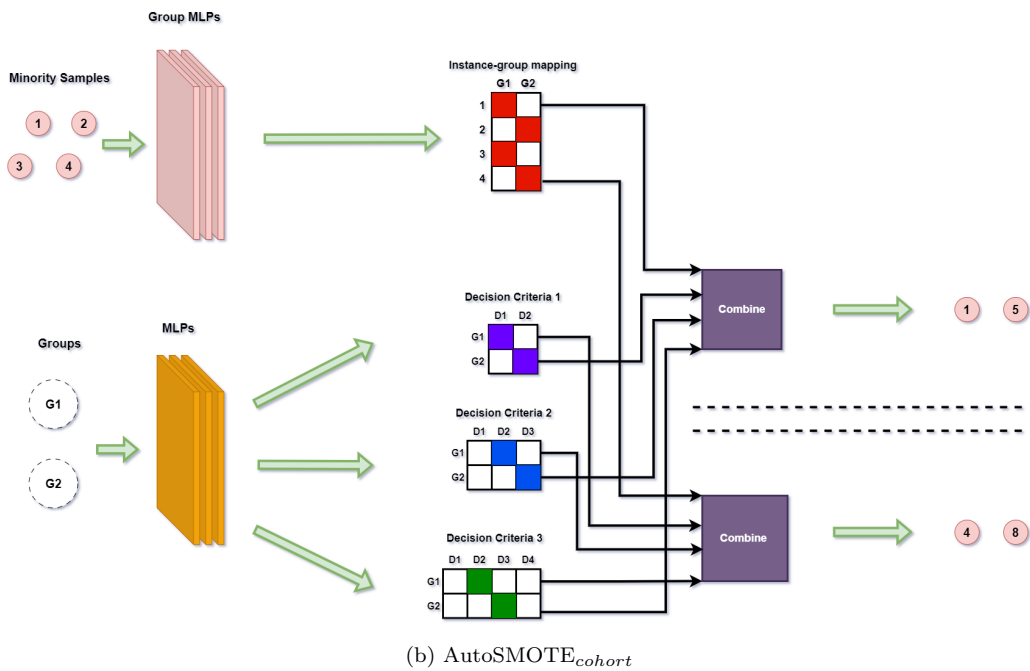 Group MLPs
Minority Samples
1 2
3 4
Instance-group mapping
G1 G2
1
2
3
4
Combine
1 5
Groups
G1
G2
MLPs
Decision Criteria 1
D1 D2
G1
G2
Decision Criteria 2
D1 D2 D3
G1
G2
Decision Criteria 3
D1 D2 D3 D4
G1
G2
Combine
4 8
(b) AutoSMOTEcohort